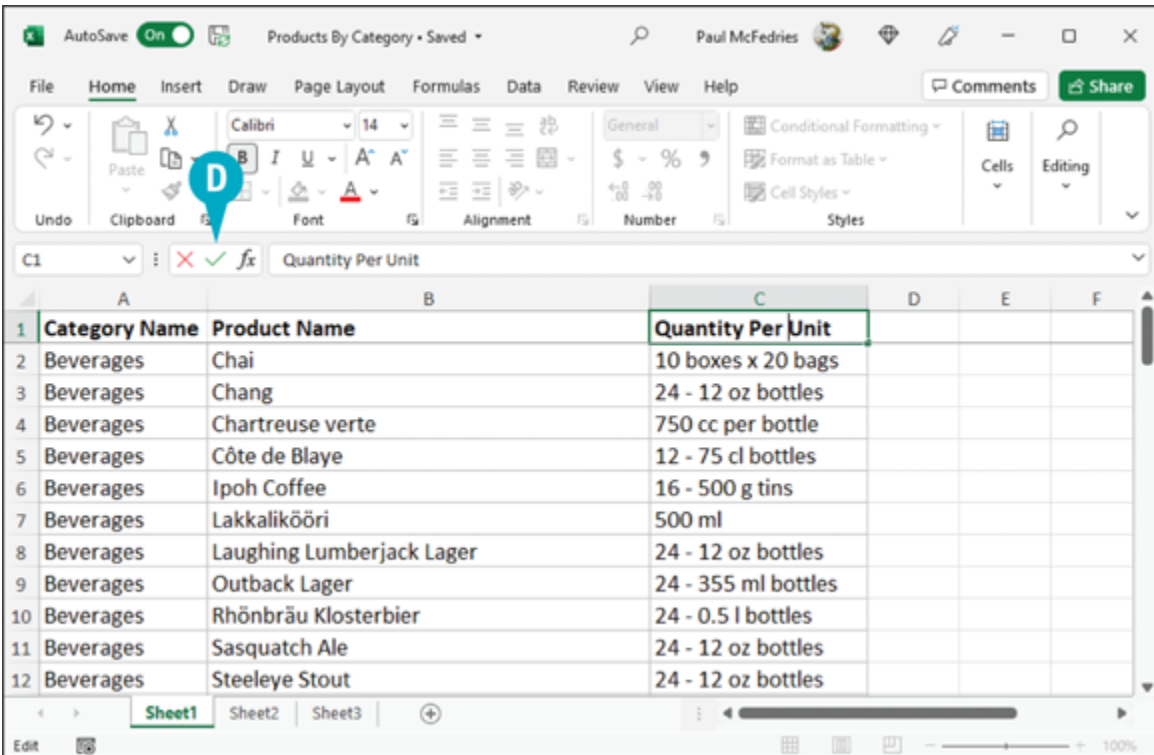 AutoSave On Products By Category • Saved Paul McFedries
File Home Insert Draw Page Layout Formulas Data Review View Help Comments Share
Calibri 14 General Conditional Formatting
Paste B I U A A A $ % Format as Table Cells Editing
D
Cell Styles
Undo Clipboard Font Alignment Number Styles
C1 fx Quantity Per Unit
A B C D E F
1 Category Name Product Name Quantity Per Unit
2 Beverages Chai 10 boxes x 20 bags
3 Beverages Chang 24 - 12 oz bottles
4 Beverages Chartreuse verte 750 cc per bottle
5 Beverages Côte de Blaye 12 - 75 cl bottles
6 Beverages Ipoh Coffee 16 - 500 g tins
7 Beverages Lakkalikööri 500 ml
8 Beverages Laughing Lumberjack Lager 24 - 12 oz bottles
9 Beverages Outback Lager 24 - 355 ml bottles
10 Beverages Rhönbräu Klosterbier 24 - 0.5 l bottles
11 Beverages Sasquatch Ale 24 - 12 oz bottles
12 Beverages Steeleye Stout 24 - 12 oz bottles
Sheet1 Sheet2 Sheet3
Edit 100%